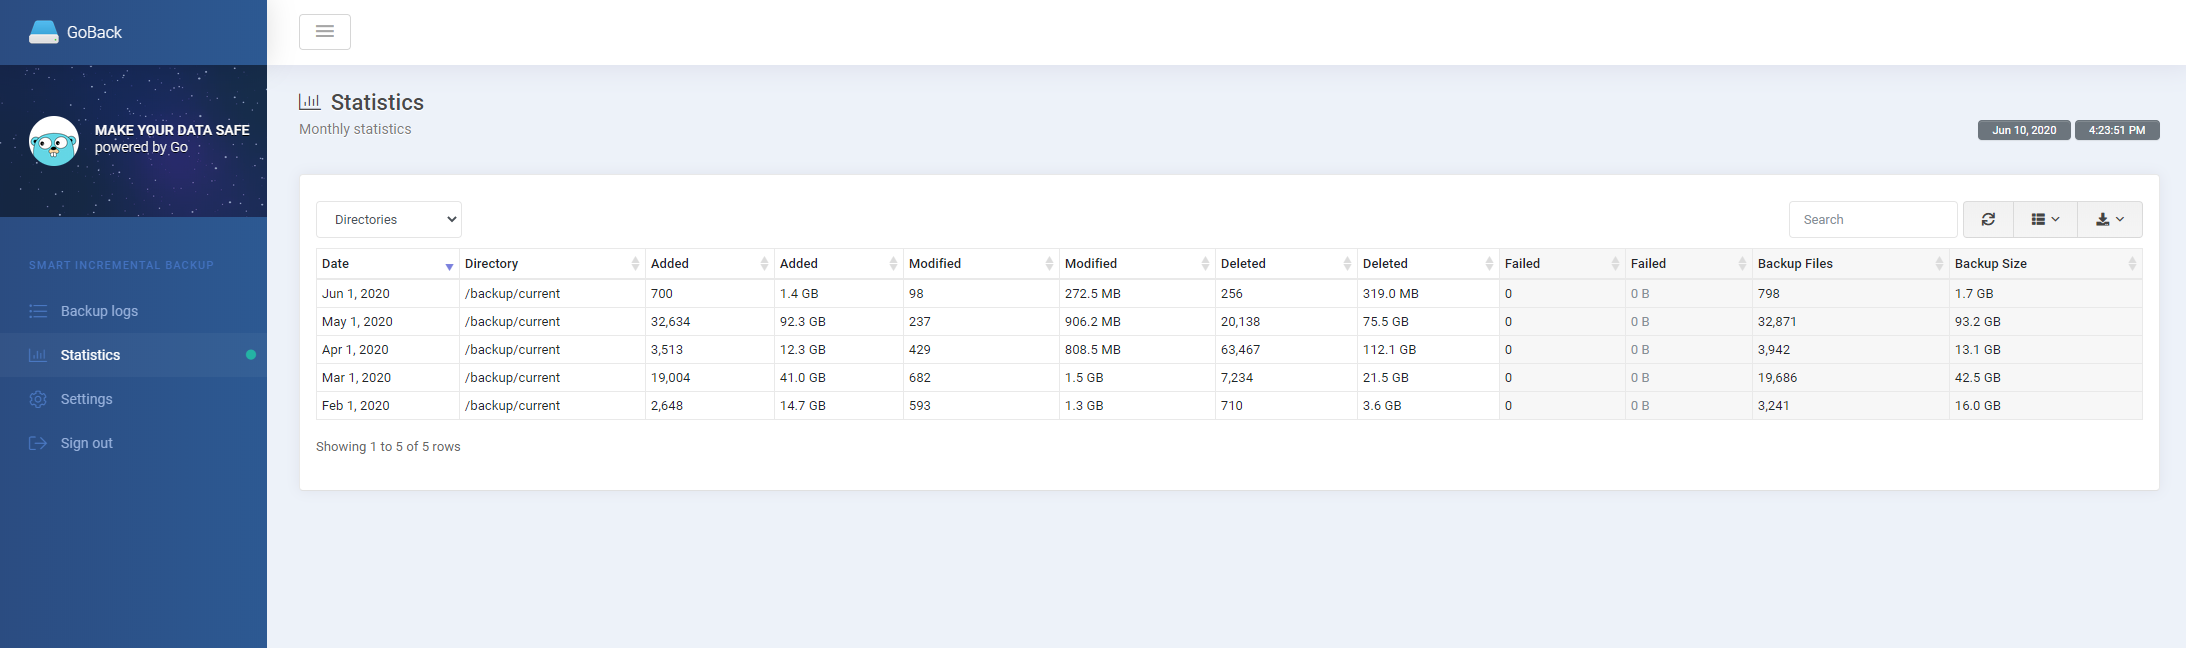 GoBack
MAKE YOUR DATA SAFE
powered by Go
SMART INCREMENTAL BACKUP
Backup logs
Statistics
Settings
Sign out
Statistics
Monthly statistics
Jun 10, 2020 4:23:51 PM
Directories Search
Date Directory Added Added Modified Modified Deleted Deleted Failed Failed Backup Files Backup Size
Jun 1, 2020 /backup/current 700 1.4 GB 98 272.5 MB 256 319.0 MB 0 0 B 798 1.7 GB
May 1, 2020 /backup/current 32,634 92.3 GB 237 906.2 MB 20,138 75.5 GB 0 0 B 32,871 93.2 GB
Apr 1, 2020 /backup/current 3,513 12.3 GB 429 808.5 MB 63,467 112.1 GB 0 0 B 3,942 13.1 GB
Mar 1, 2020 /backup/current 19,004 41.0 GB 682 1.5 GB 7,234 21.5 GB 0 0 B 19,686 42.5 GB
Feb 1, 2020 /backup/current 2,648 14.7 GB 593 1.3 GB 710 3.6 GB 0 0 B 3,241 16.0 GB
Showing 1 to 5 of 5 rows